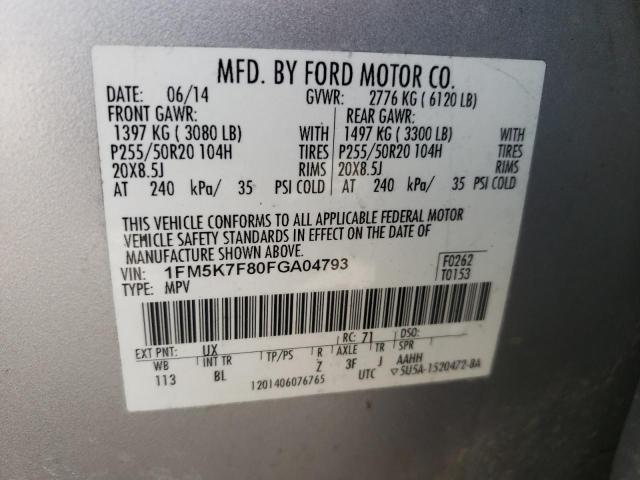 MFD. BY FORD MOTOR CO.
DATE: 06/14 GVWR: 2776 KG ( 6120 LB)
FRONT GAWR: REAR GAWR:
1397 KG ( 3080 LB) WITH 1497 KG ( 3300 LB) WITH
P255/50R20 104H TIRES P255/50R20 104H TIRES
20X8.5J RIMS 20X8.5J RIMS
AT 240 kPa/ 35 PSI COLD AT 240 kPa/ 35 PSI COLD
THIS VEHICLE CONFORMS TO ALL APPLICABLE FEDERAL MOTOR
VEHICLE SAFETY STANDARDS IN EFFECT ON THE DATE OF
MANUFACTURE SHOWN ABOVE.
VIN: 1FM5K7F80FGA04793 F0262
TYPE: MPV T0153
EXT PNT: UX RC: 71 DSO:
WB INT TR TP/PS R AXLE TR SPR
113 BL Z 3F J AAHH
1201406076765 UTC ▽5U5A-1520472-BA